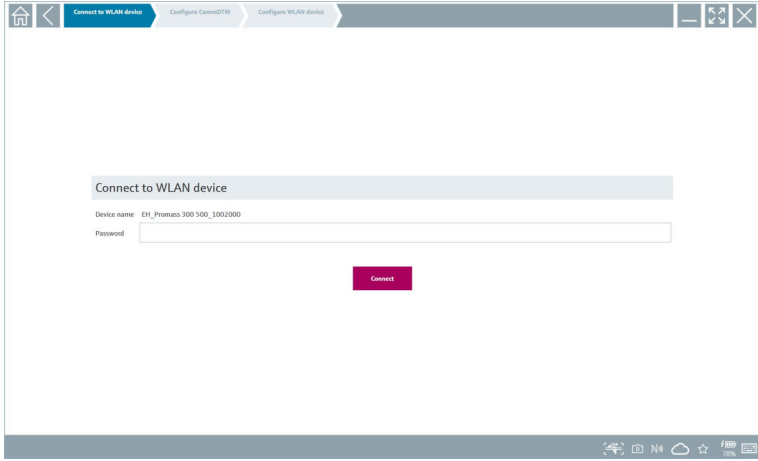 Connect to WLAN device
Configure CommDTM
Configure WLAN device
Connect to WLAN device
Device name EH_Promass 300 500_1002000
Password
Connect
78%